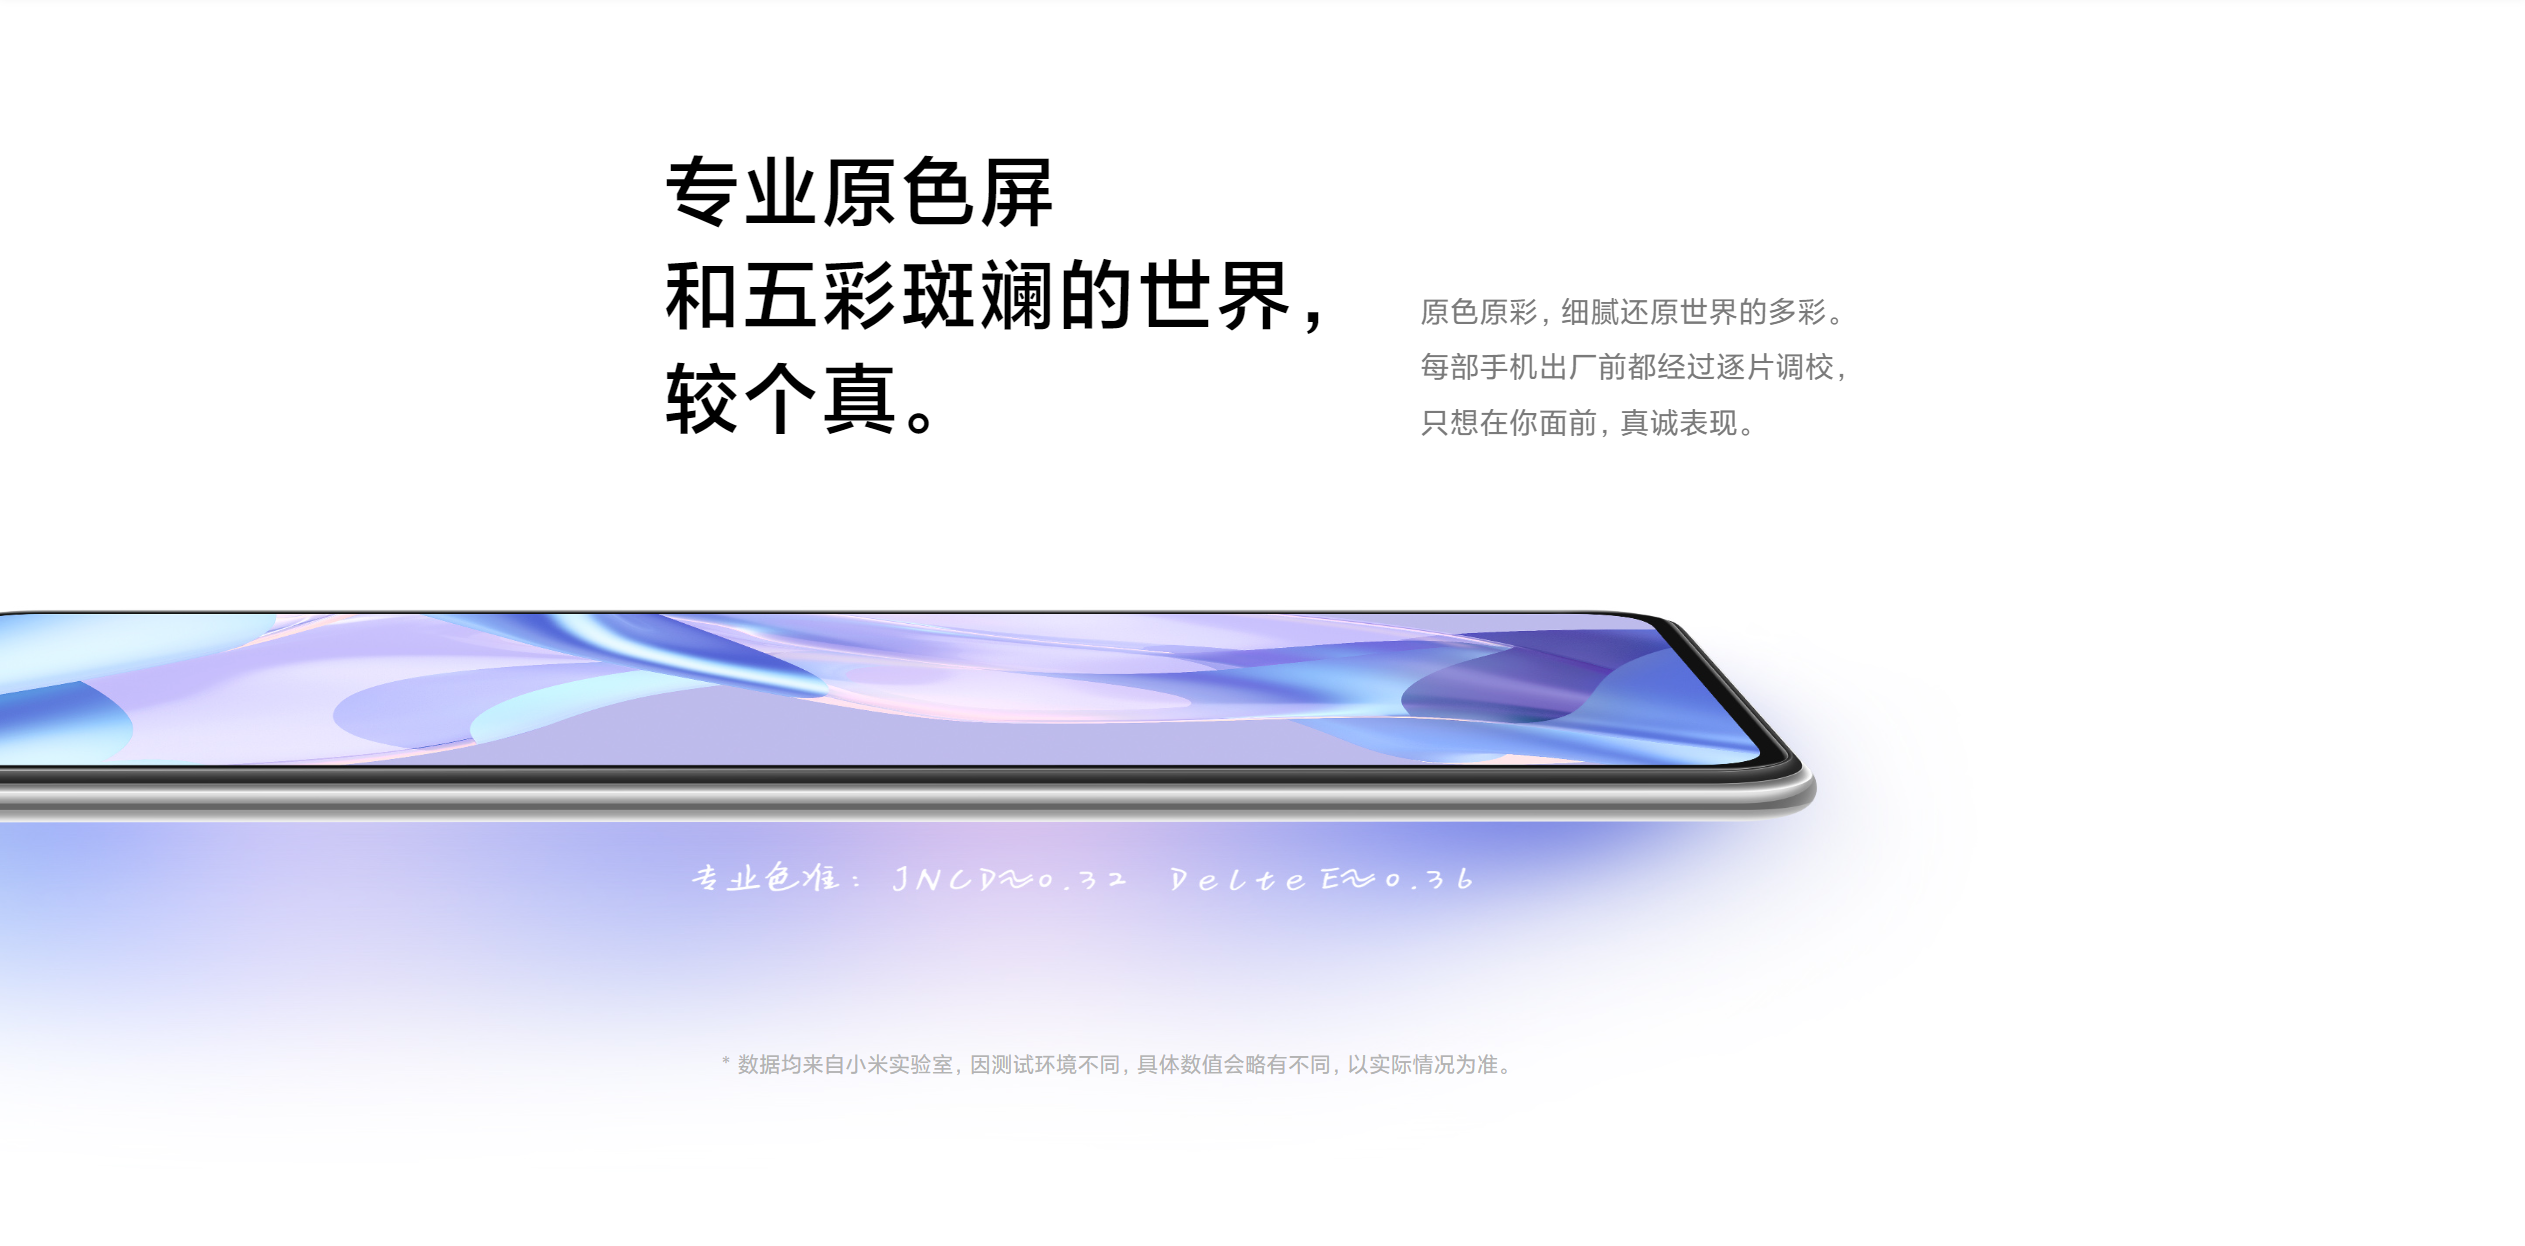 专业原色屏
和五彩斑斓的世界，
较个真。
原色原彩，细腻还原世界的多彩。
每部手机出厂前都经过逐片调校，
只想在你面前，真诚表现。
专业色准：JNCD≈0.32 DelteE≈0.36
* 数据均来自小米实验室，因测试环境不同，具体数值会略有不同，以实际情况为准。